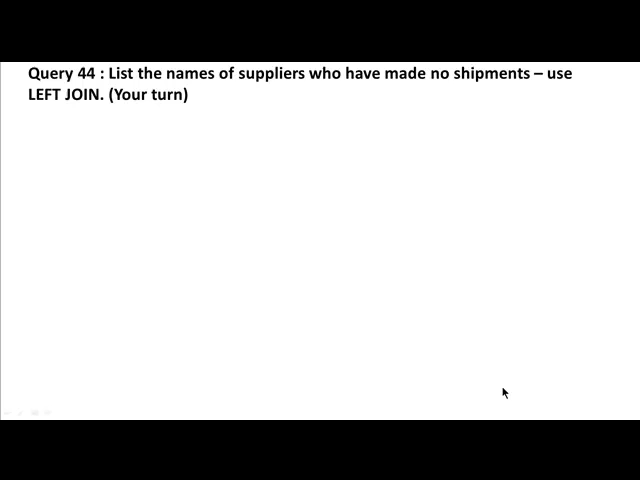 Query 44 : List the names of suppliers who have made no shipments – use
LEFT JOIN. (Your turn)